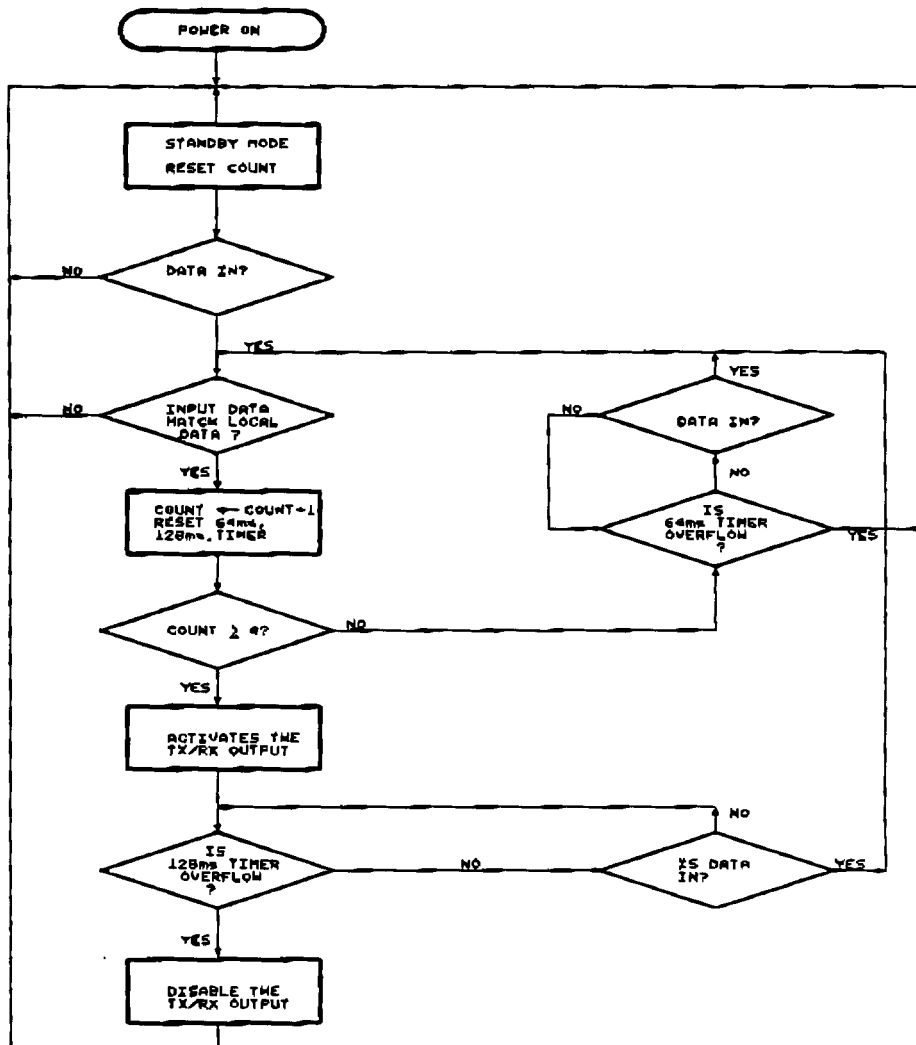 POWER ON
STANDBY MODE
RESET COUNT
DATA IN?
NO
YES
INPUT DATA
MATCH LOCAL
DATA ?
NO
YES
DATA IN?
NO
YES
NO
IS
64ms TIMER
OVERFLOW
?
YES
COUNT ← COUNT+1
RESET 64ms,
128ms, TIMER
COUNT ≥ 4?
NO
YES
ACTIVATES THE
TX/RX OUTPUT
NO
IS
128ms TIMER
OVERFLOW
?
NO
IS DATA
IN?
YES
YES
DISABLE THE
TX/RX OUTPUT